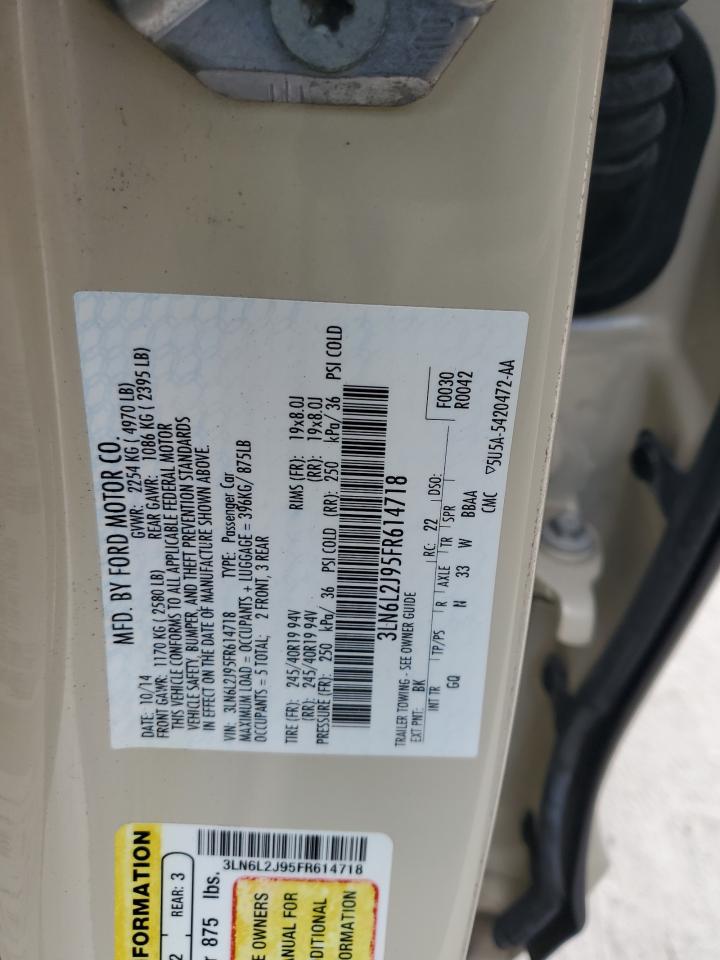 MFD. BY FORD MOTOR CO.
DATE: 10/14 GVWR: 2254 KG ( 4970 LB)
FRONT GAWR: 1170 KG ( 2580 LB) REAR GAWR: 1086 KG ( 2395 LB)
THIS VEHICLE CONFORMS TO ALL APPLICABLE FEDERAL MOTOR
VEHICLE SAFETY, BUMPER, AND THEFT PREVENTION STANDARDS
IN EFFECT ON THE DATE OF MANUFACTURE SHOWN ABOVE.
VIN: 3LN6L2J95FR614718 TYPE: Passenger Car
MAXIMUM LOAD = OCCUPANTS + LUGGAGE = 396KG/ 875LB
OCCUPANTS = 5 TOTAL: 2 FRONT, 3 REAR
TIRE (FR): 245/40R19 94V RIMS (FR): 19x8.0J
(RR): 245/40R19 94V (RR): 19x8.0J
PRESSURE (FR): 250 kPa/ 36 PSI COLD (RR): 250 kPa/ 36 PSI COLD
3LN6L2J95FR614718
TRAILER TOWING - SEE OWNER GUIDE
EXT PNT: BK RC: 22 DSO: F0030
R0042
INT TR TP/PS R AXLE TR SPR
GQ N 33 W BBAA
CMC ▽5U5A-5420472-AA
FORMATION
2 REAR: 3
875 lbs.
3LN6L2J95FR614718
E OWNERS
ANUAL FOR
DITIONAL
ORMATION